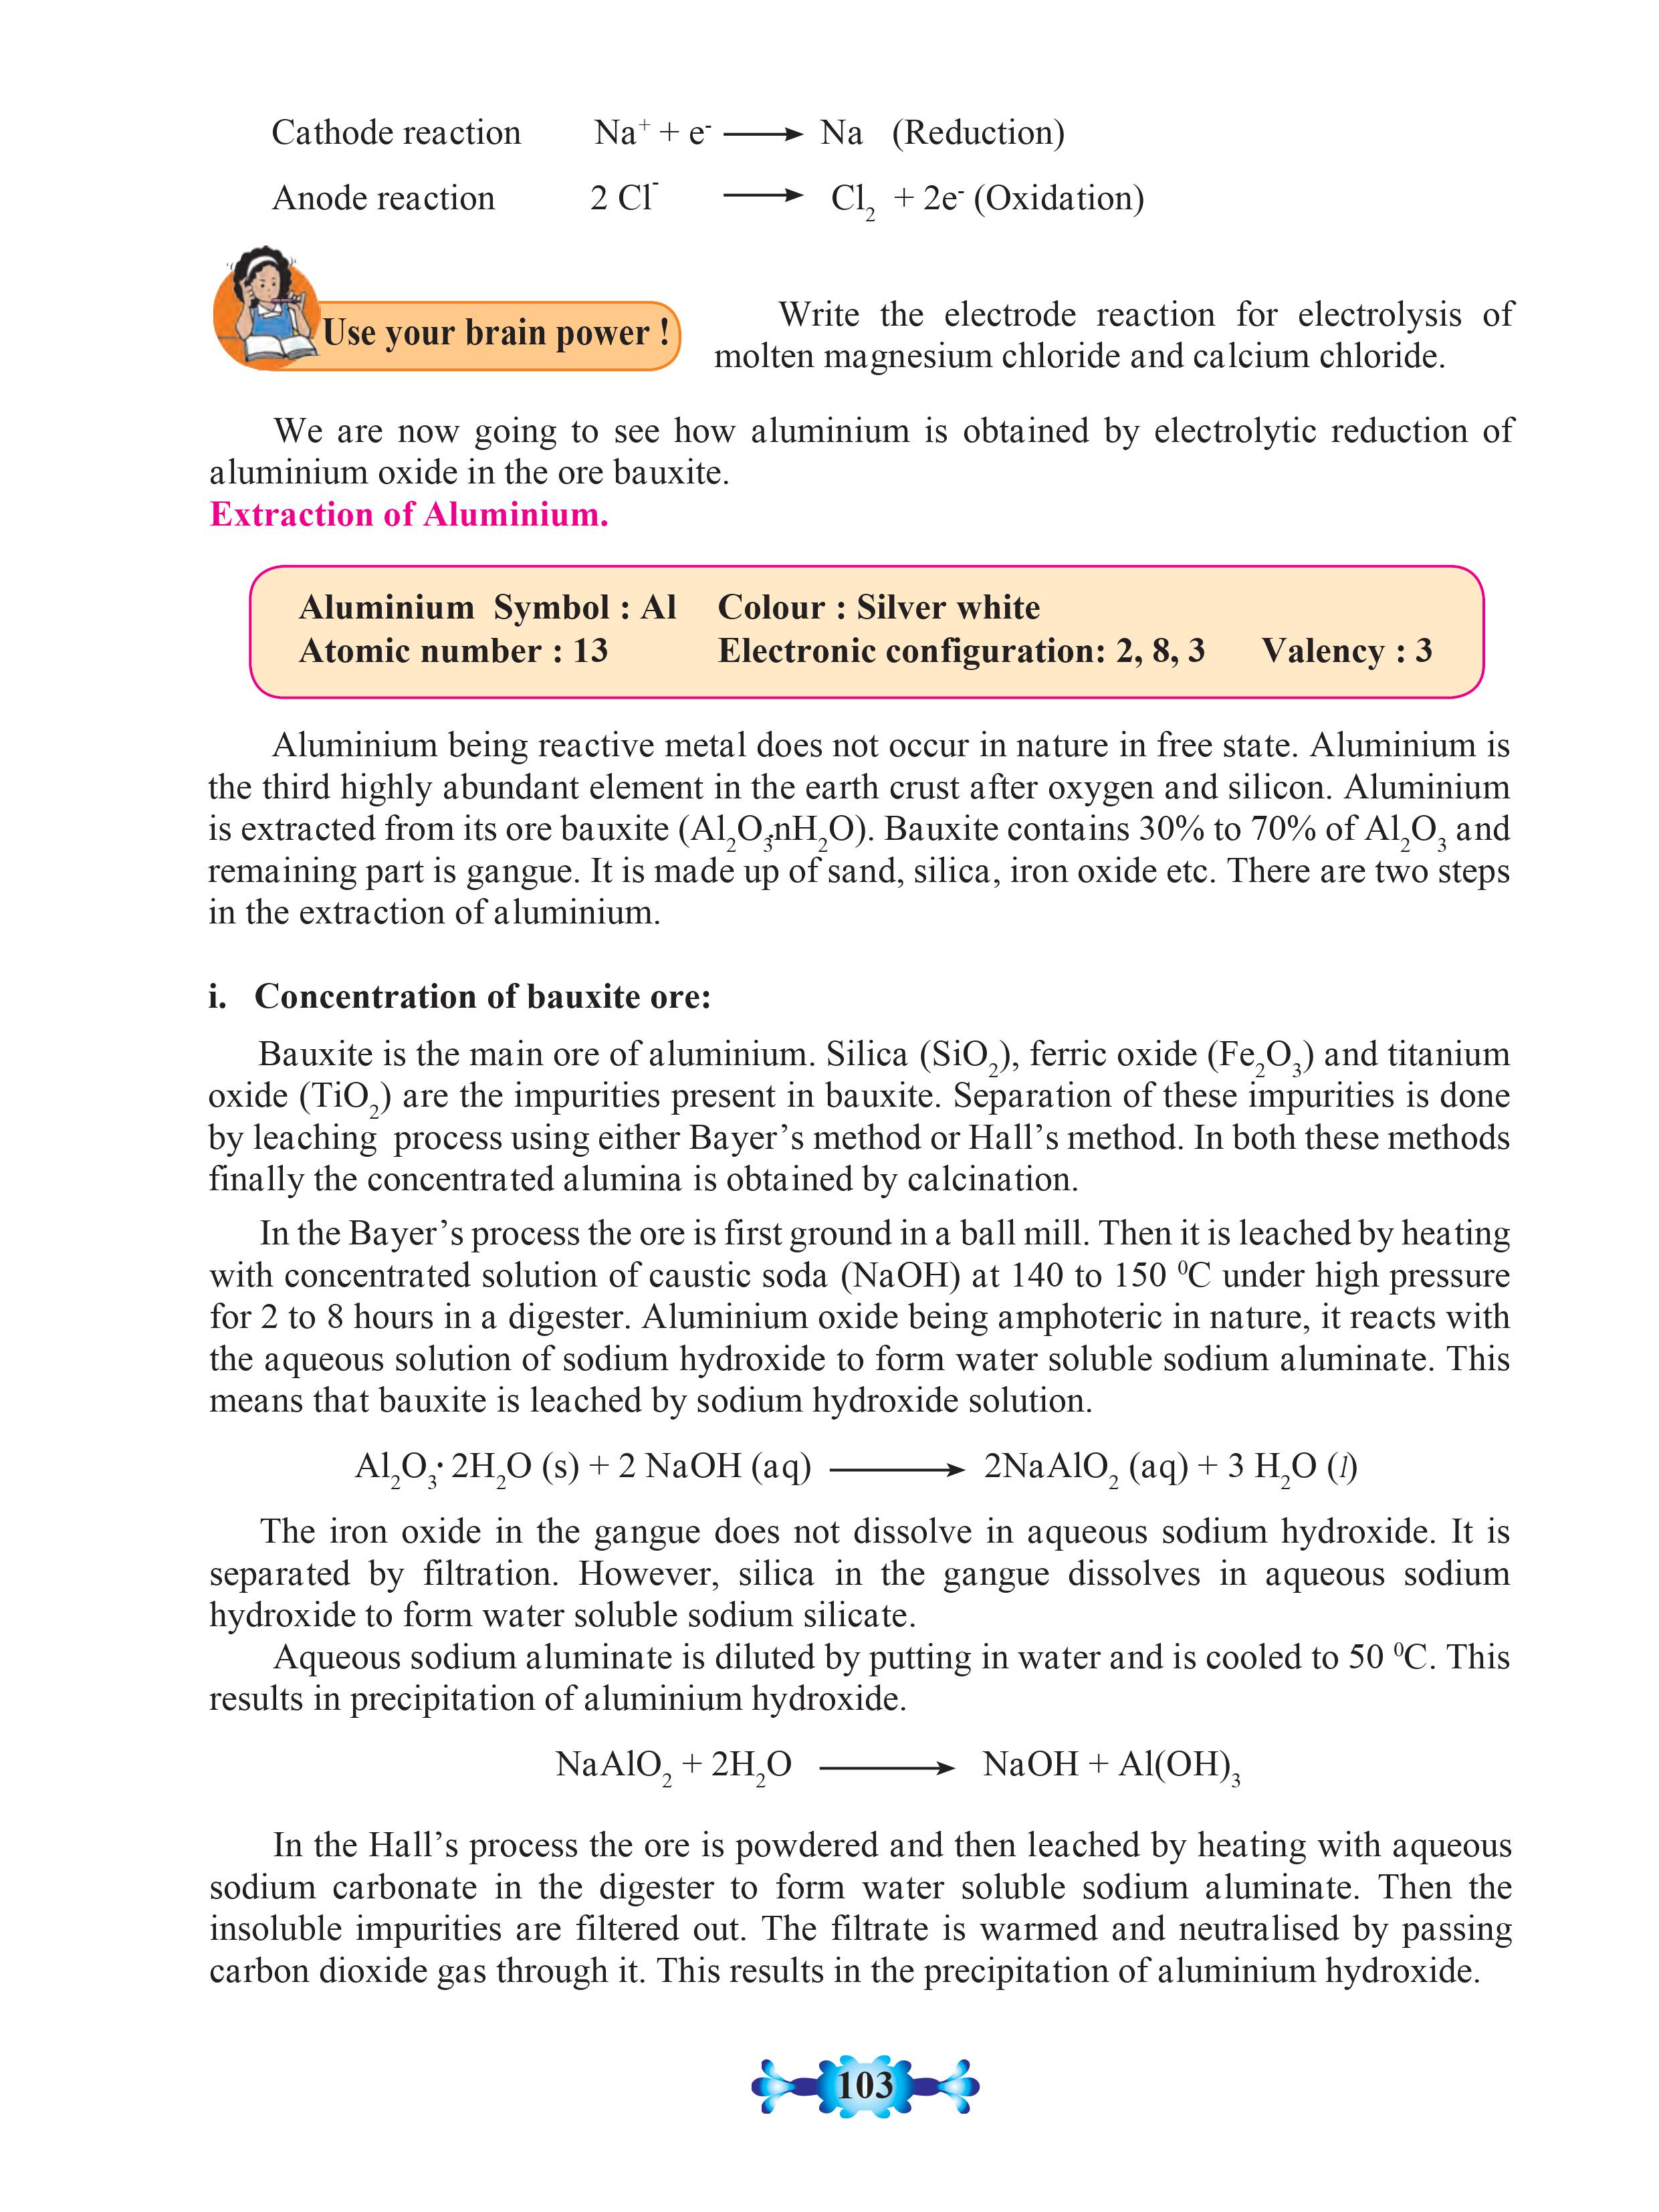 Cathode reaction Na⁺ + e⁻ ⟶ Na (Reduction)
Anode reaction 2 Cl⁻ ⟶ Cl₂ + 2e⁻ (Oxidation)
Use your brain power !
Write the electrode reaction for electrolysis of
molten magnesium chloride and calcium chloride.
We are now going to see how aluminium is obtained by electrolytic reduction of
aluminium oxide in the ore bauxite.
Extraction of Aluminium.
Aluminium Symbol : Al Colour : Silver white
Atomic number : 13 Electronic configuration: 2, 8, 3 Valency : 3
Aluminium being reactive metal does not occur in nature in free state. Aluminium is
the third highly abundant element in the earth crust after oxygen and silicon. Aluminium
is extracted from its ore bauxite (Al₂O₃.nH₂O). Bauxite contains 30% to 70% of Al₂O₃ and
remaining part is gangue. It is made up of sand, silica, iron oxide etc. There are two steps
in the extraction of aluminium.
i. Concentration of bauxite ore:
Bauxite is the main ore of aluminium. Silica (SiO₂), ferric oxide (Fe₂O₃) and titanium
oxide (TiO₂) are the impurities present in bauxite. Separation of these impurities is done
by leaching process using either Bayer’s method or Hall’s method. In both these methods
finally the concentrated alumina is obtained by calcination.
In the Bayer’s process the ore is first ground in a ball mill. Then it is leached by heating
with concentrated solution of caustic soda (NaOH) at 140 to 150 ⁰C under high pressure
for 2 to 8 hours in a digester. Aluminium oxide being amphoteric in nature, it reacts with
the aqueous solution of sodium hydroxide to form water soluble sodium aluminate. This
means that bauxite is leached by sodium hydroxide solution.
Al₂O₃· 2H₂O (s) + 2 NaOH (aq) ⟶ 2NaAlO₂ (aq) + 3 H₂O (l)
The iron oxide in the gangue does not dissolve in aqueous sodium hydroxide. It is
separated by filtration. However, silica in the gangue dissolves in aqueous sodium
hydroxide to form water soluble sodium silicate.
Aqueous sodium aluminate is diluted by putting in water and is cooled to 50 ⁰C. This
results in precipitation of aluminium hydroxide.
NaAlO₂ + 2H₂O ⟶ NaOH + Al(OH)₃
In the Hall’s process the ore is powdered and then leached by heating with aqueous
sodium carbonate in the digester to form water soluble sodium aluminate. Then the
insoluble impurities are filtered out. The filtrate is warmed and neutralised by passing
carbon dioxide gas through it. This results in the precipitation of aluminium hydroxide.
103